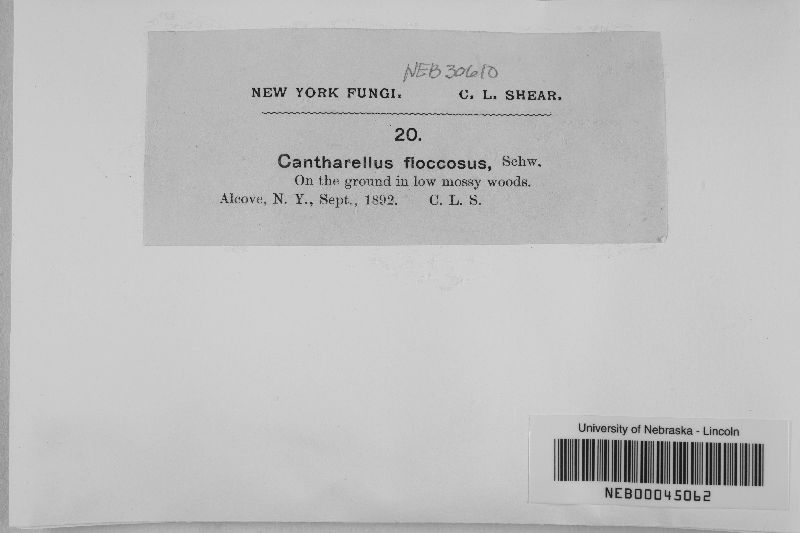 NEB 30610
NEW YORK FUNGI. C. L. SHEAR.
20.
Cantharellus floccosus, Schw.
On the ground in low mossy woods.
Alcove, N. Y., Sept., 1892. C. L. S.
University of Nebraska - Lincoln
NEB00045062